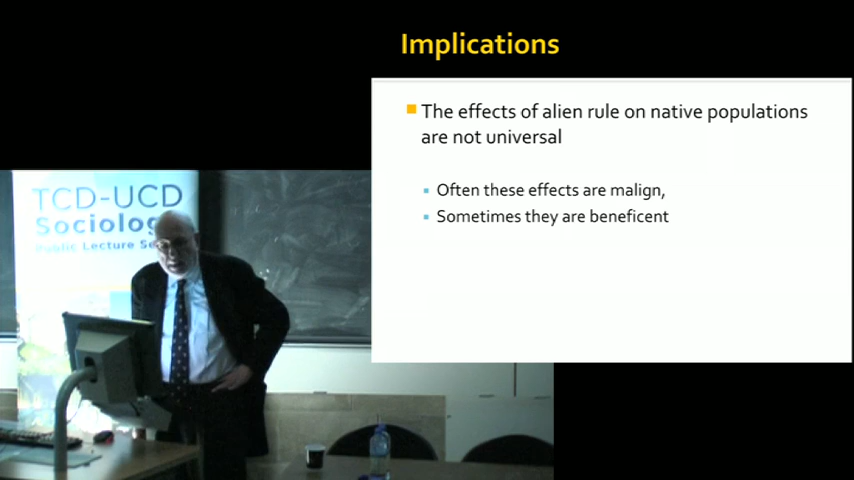 Implications
The effects of alien rule on native populations
are not universal
Often these effects are malign,
Sometimes they are beneficent
TCD-UCD
Sociolog
Public Lecture Se